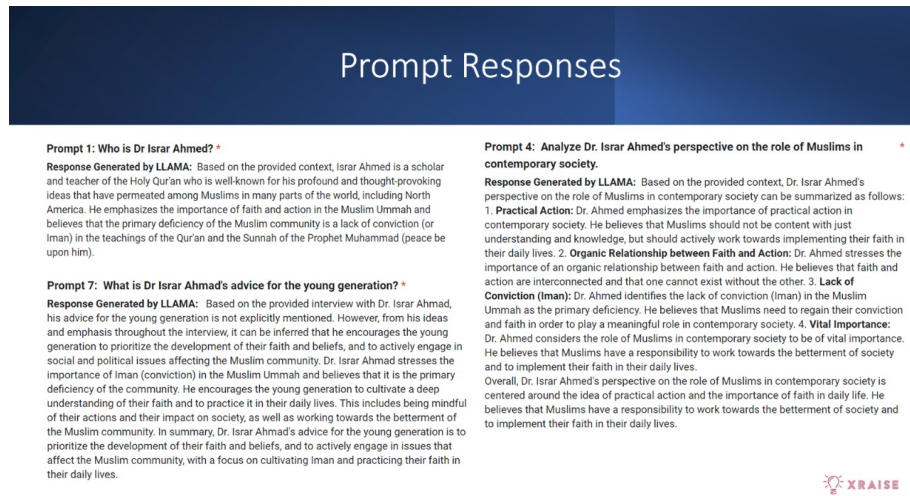 Prompt Responses
Prompt 1: Who is Dr Israr Ahmed? *
Response Generated by LLAMA: Based on the provided context, Israr Ahmed is a scholar
and teacher of the Holy Qur'an who is well-known for his profound and thought-provoking
ideas that have permeated among Muslims in many parts of the world, including North
America. He emphasizes the importance of faith and action in the Muslim Ummah and
believes that the primary deficiency of the Muslim community is a lack of conviction (or
Iman) in the teachings of the Qur'an and the Sunnah of the Prophet Muhammad (peace be
upon him).
Prompt 7: What is Dr Israr Ahmad's advice for the young generation? *
Response Generated by LLAMA: Based on the provided interview with Dr. Israr Ahmad,
his advice for the young generation is not explicitly mentioned. However, from his ideas
and emphasis throughout the interview, it can be inferred that he encourages the young
generation to prioritize the development of their faith and beliefs, and to actively engage in
social and political issues affecting the Muslim community. Dr. Israr Ahmad stresses the
importance of Iman (conviction) in the Muslim Ummah and believes that it is the primary
deficiency of the community. He encourages the young generation to cultivate a deep
understanding of their faith and to practice it in their daily lives. This includes being mindful
of their actions and their impact on society, as well as working towards the betterment of
the Muslim community. In summary, Dr. Israr Ahmad's advice for the young generation is to
prioritize the development of their faith and beliefs, and to actively engage in issues that
affect the Muslim community, with a focus on cultivating Iman and practicing their faith in
their daily lives.
Prompt 4: Analyze Dr. Israr Ahmed's perspective on the role of Muslims in *
contemporary society.
Response Generated by LLAMA: Based on the provided context, Dr. Israr Ahmed's
perspective on the role of Muslims in contemporary society can be summarized as follows:
1. Practical Action: Dr. Ahmed emphasizes the importance of practical action in
contemporary society. He believes that Muslims should not be content with just
understanding and knowledge, but should actively work towards implementing their faith in
their daily lives. 2. Organic Relationship between Faith and Action: Dr. Ahmed stresses the
importance of an organic relationship between faith and action. He believes that faith and
action are interconnected and that one cannot exist without the other. 3. Lack of
Conviction (Iman): Dr. Ahmed identifies the lack of conviction (Iman) in the Muslim
Ummah as the primary deficiency. He believes that Muslims need to regain their conviction
and faith in order to play a meaningful role in contemporary society. 4. Vital Importance:
Dr. Ahmed considers the role of Muslims in contemporary society to be of vital importance.
He believes that Muslims have a responsibility to work towards the betterment of society
and to implement their faith in their daily lives.
Overall, Dr. Israr Ahmed's perspective on the role of Muslims in contemporary society is
centered around the idea of practical action and the importance of faith in daily life. He
believes that Muslims have a responsibility to work towards the betterment of society and
to implement their faith in their daily lives.
XRAISE